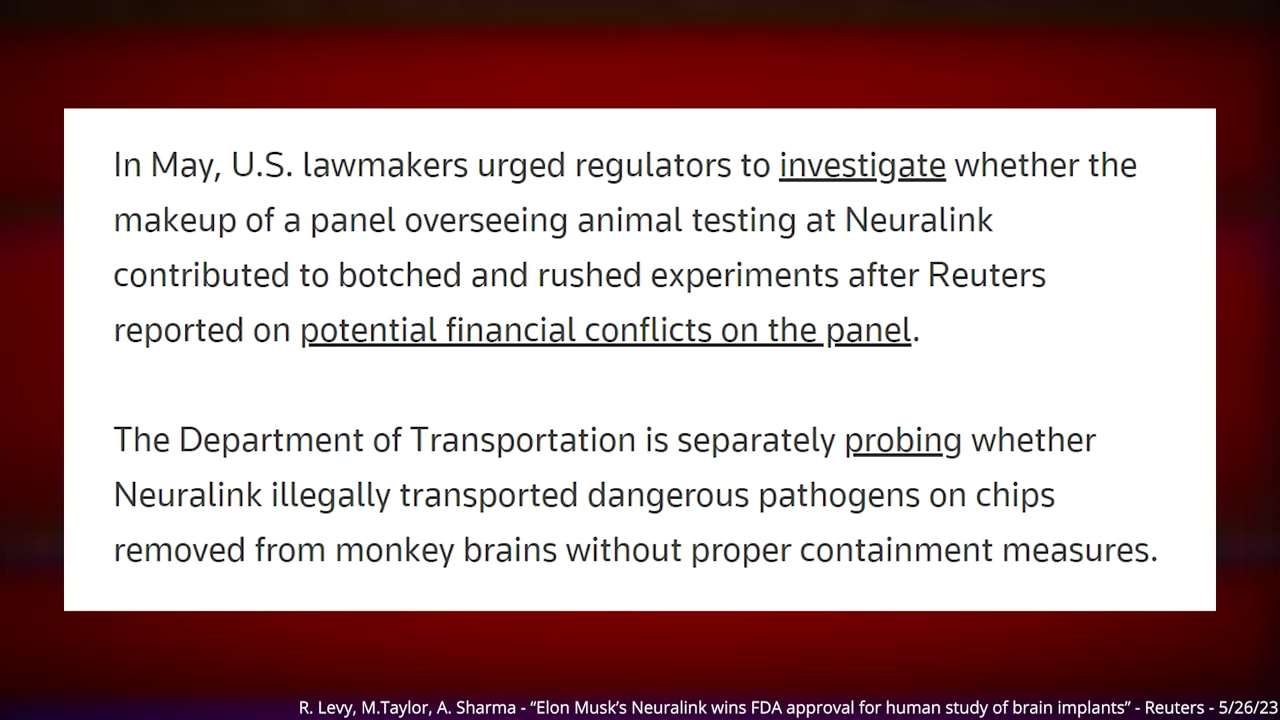 In May, U.S. lawmakers urged regulators to investigate whether the
makeup of a panel overseeing animal testing at Neuralink
contributed to botched and rushed experiments after Reuters
reported on potential financial conflicts on the panel.
The Department of Transportation is separately probing whether
Neuralink illegally transported dangerous pathogens on chips
removed from monkey brains without proper containment measures.
R. Levy, M.Taylor, A. Sharma - “Elon Musk’s Neuralink wins FDA approval for human study of brain implants” - Reuters - 5/26/23